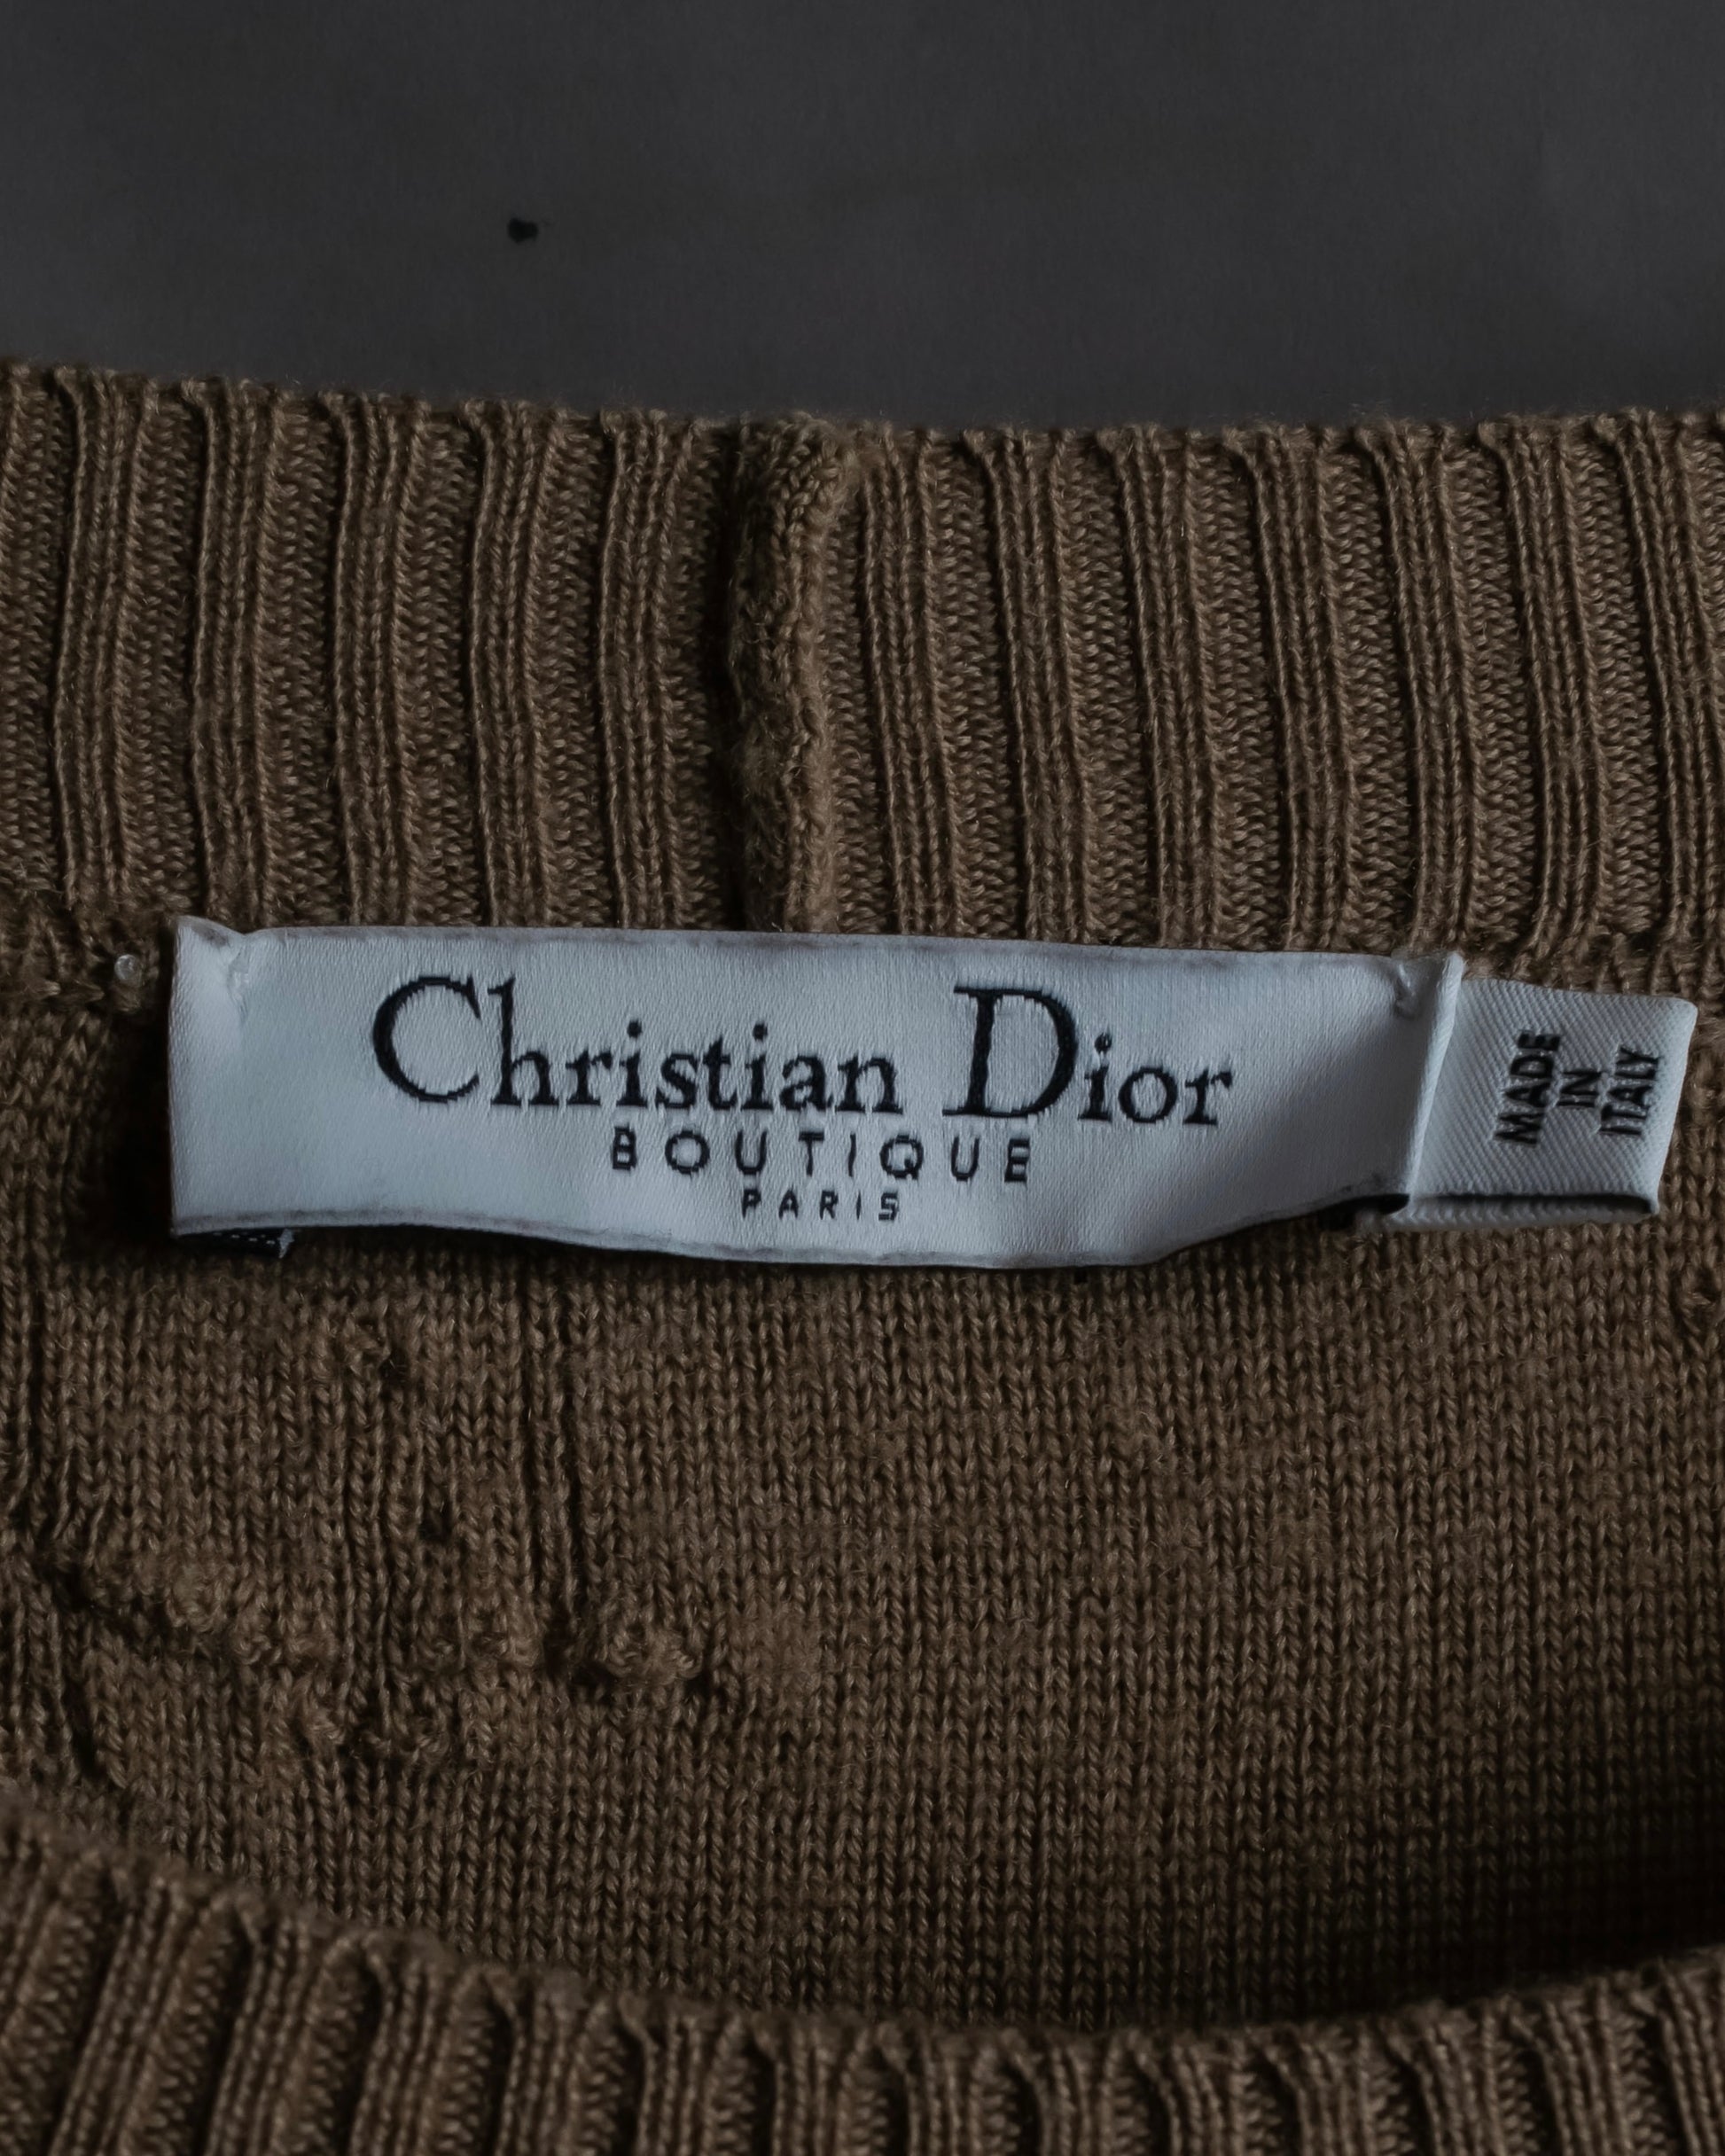 Christian Dior
BOUTIQUE
PARIS
MADE
IN
ITALY